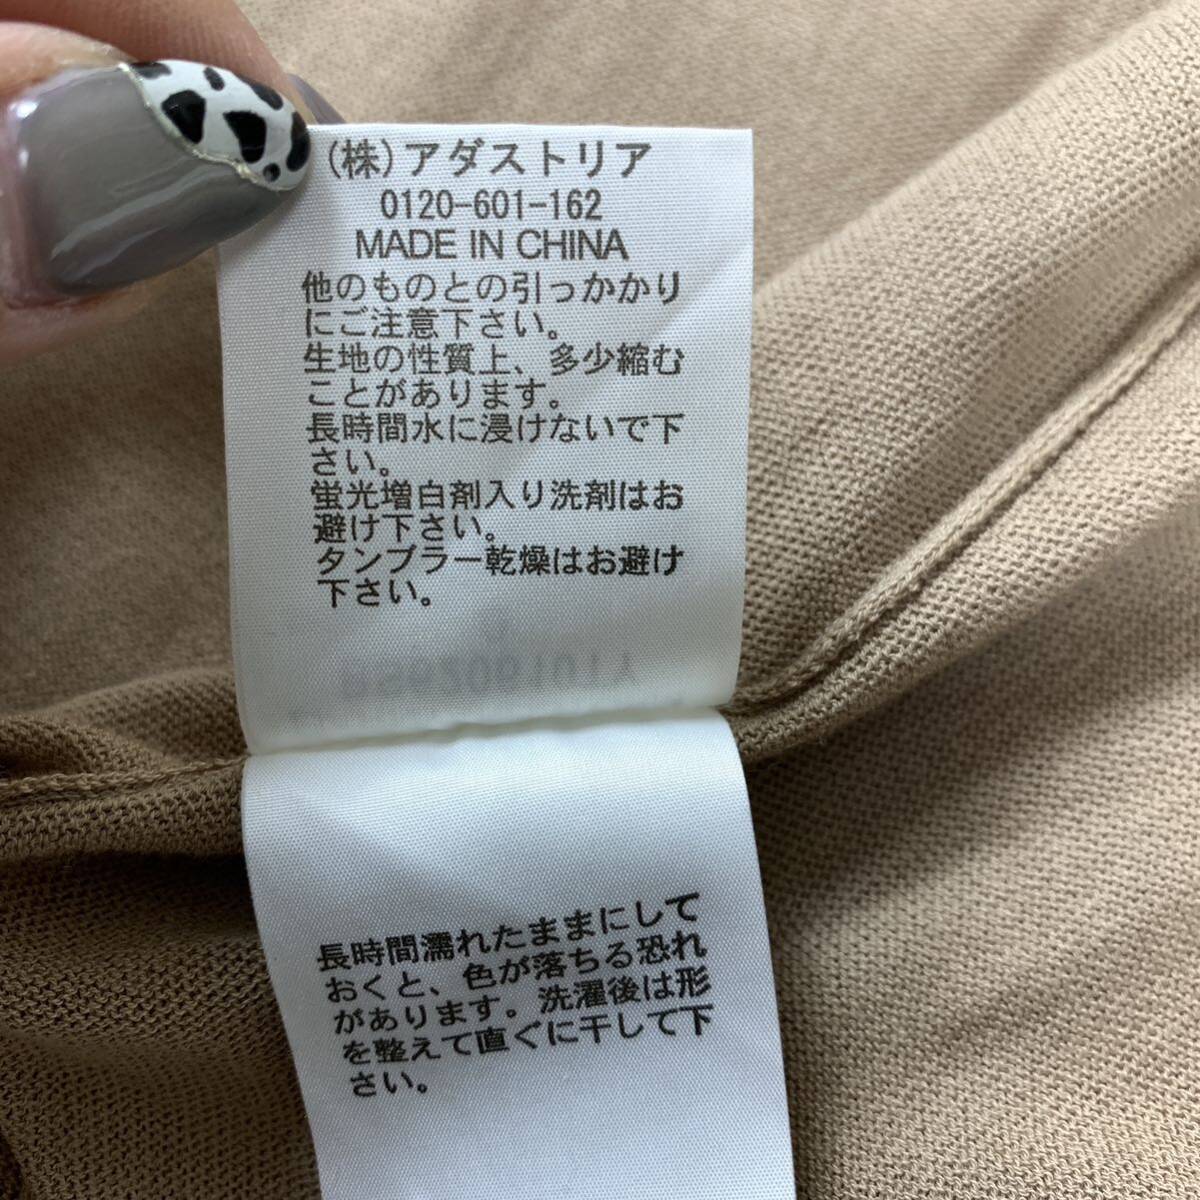 (株)アダストリア
0120-601-162
MADE IN CHINA
他のものとの引っかかり
にご注意下さい。
生地の性質上、多少縮む
ことがあります。
長時間水に浸けないで下
さい。
蛍光増白剤入り洗剤はお
避け下さい。
タンブラー乾燥はお避け
下さい。
長時間濡れたままにして
おくと、色が落ちる恐れ
があります。洗濯後は形
を整えて直ぐに干して下
さい。